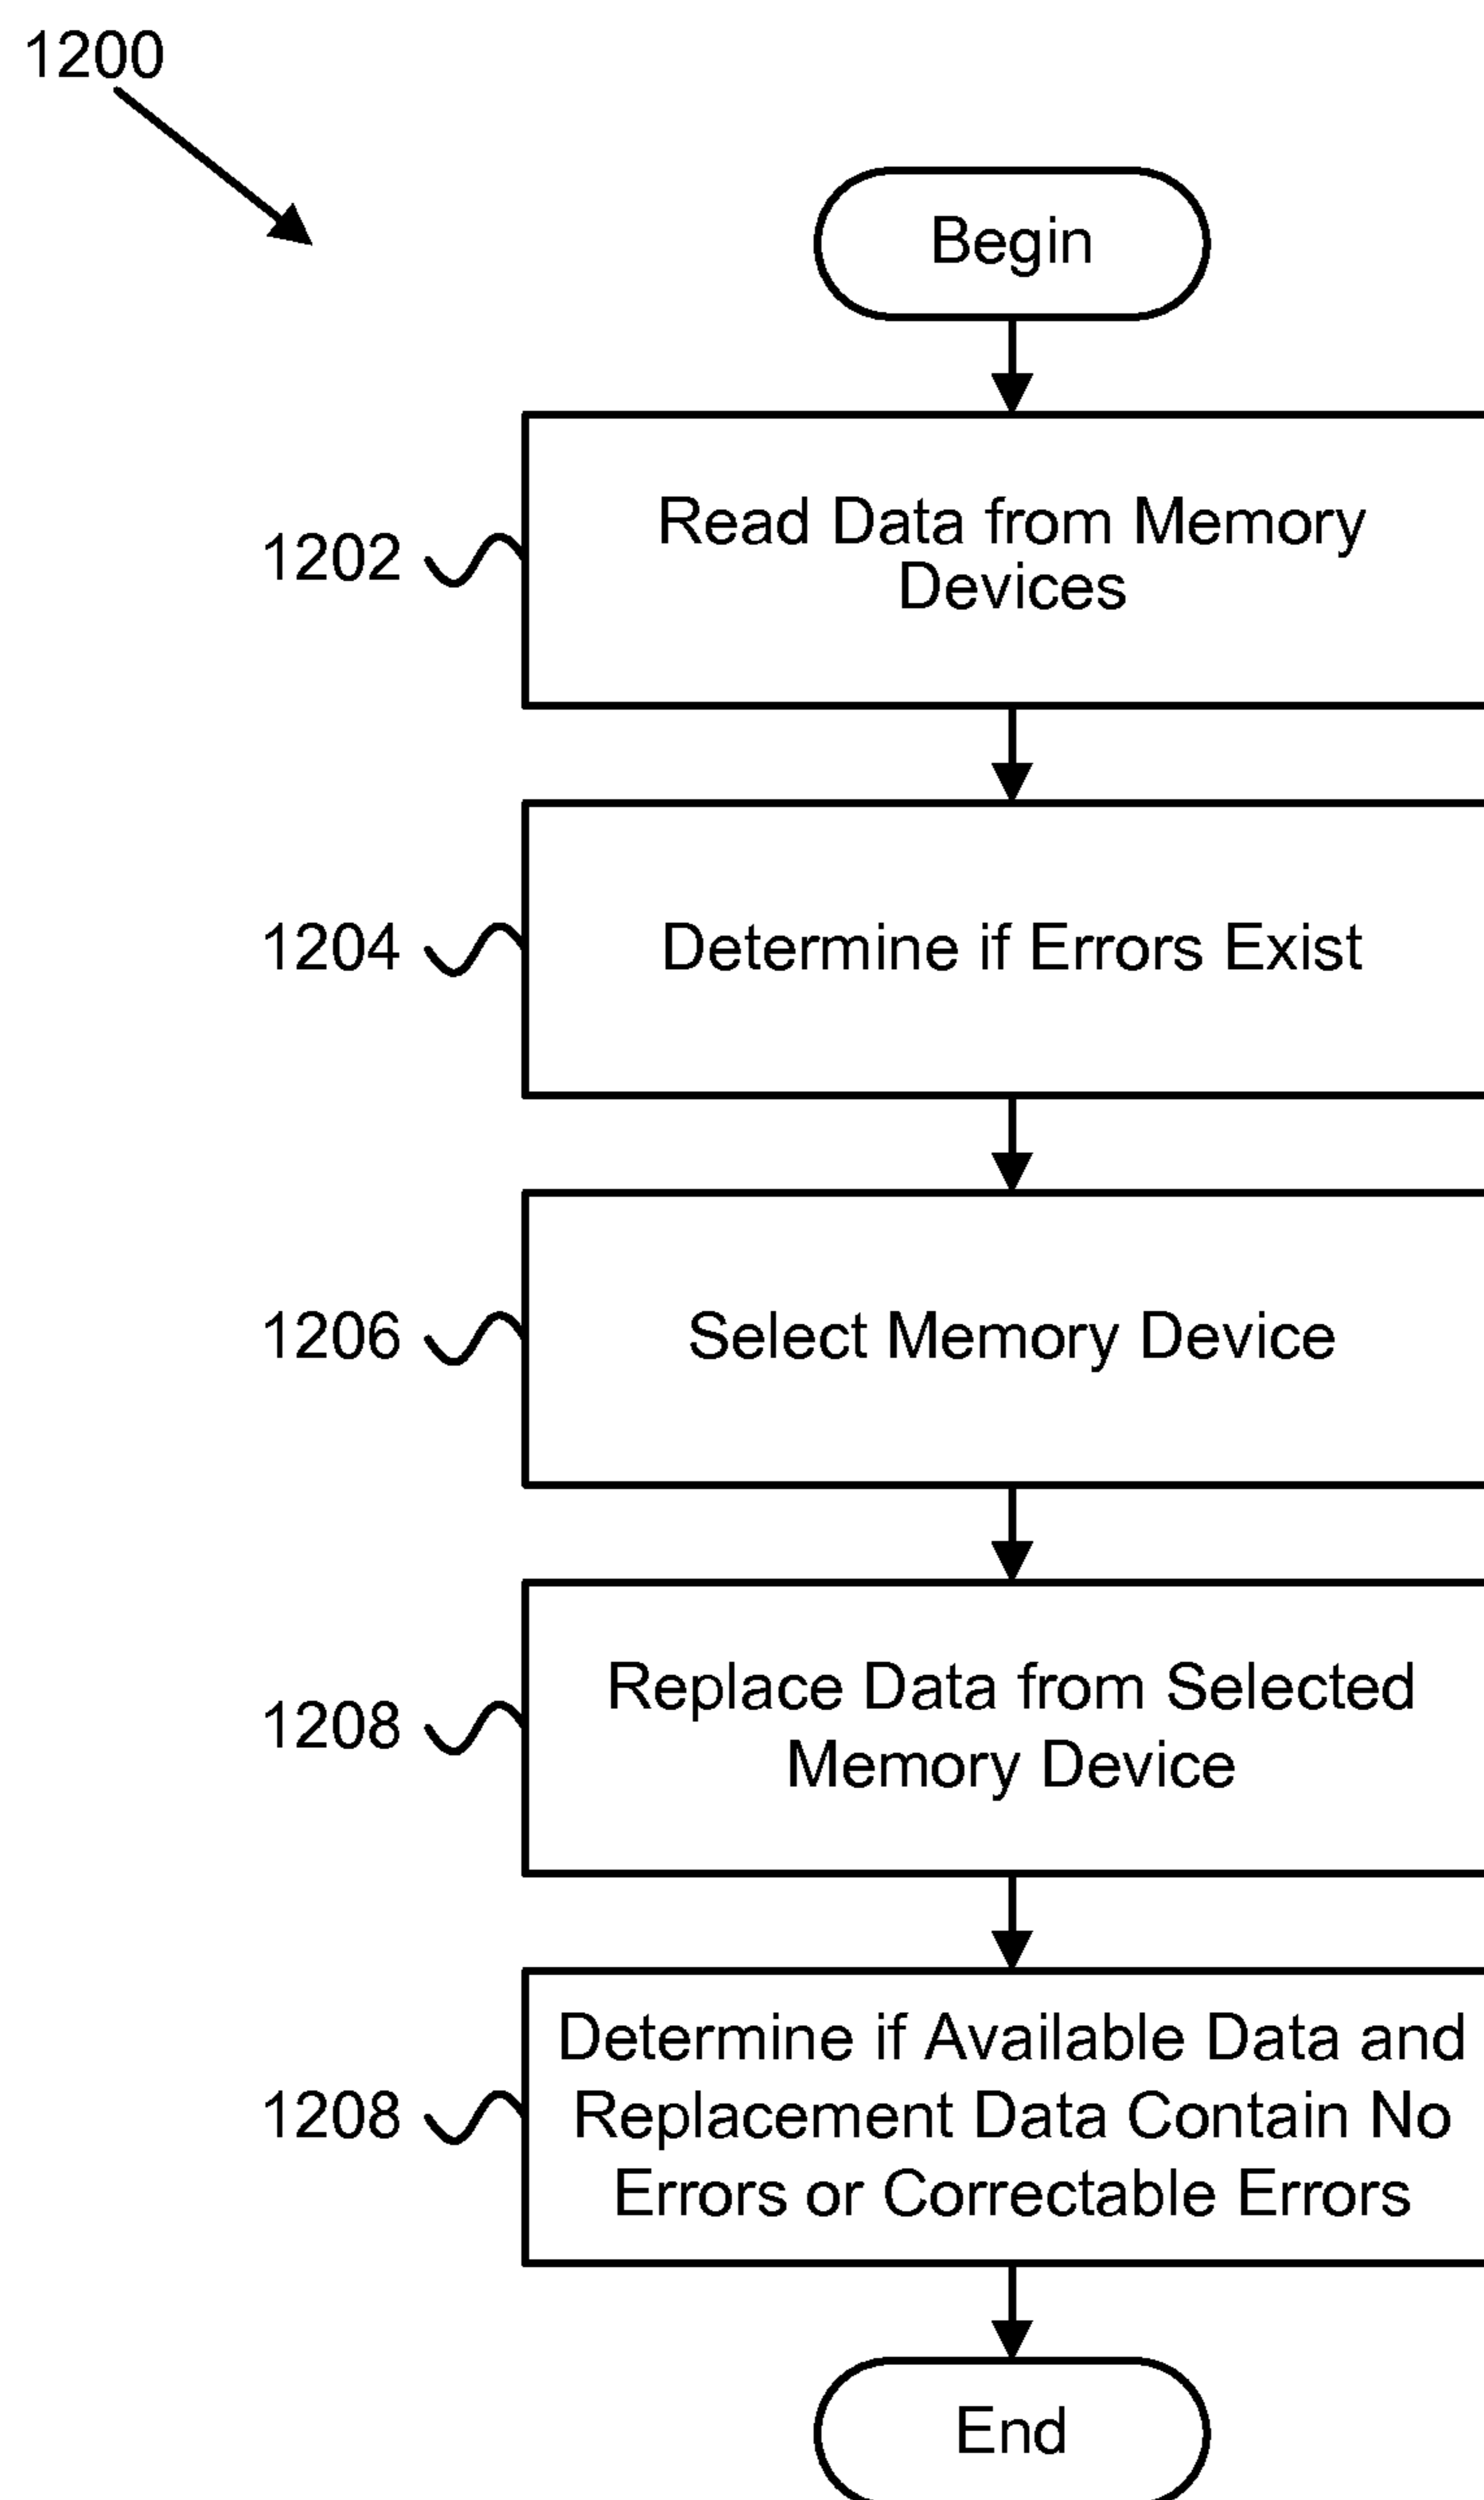 1200
Begin
1202
Read Data from Memory
Devices
1204
Determine if Errors Exist
1206
Select Memory Device
1208
Replace Data from Selected
Memory Device
1208
Determine if Available Data and
Replacement Data Contain No
Errors or Correctable Errors
End